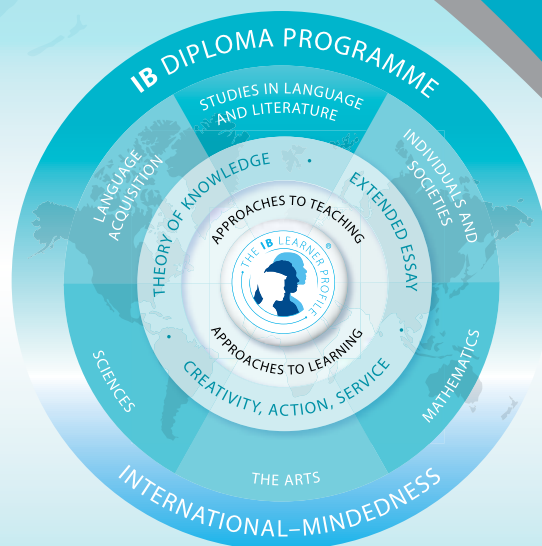 IB DIPLOMA PROGRAMME
STUDIES IN LANGUAGE
AND LITERATURE
LANGUAGE
ACQUISITION
INDIVIDUALS AND
SOCIETIES
THEORY OF KNOWLEDGE •
EXTENDED ESSAY •
APPROACHES TO TEACHING
THE IB LEARNER PROFILE ®
APPROACHES TO LEARNING
• CREATIVITY, ACTION, SERVICE
SCIENCES
MATHEMATICS
THE ARTS
INTERNATIONAL–MINDEDNESS